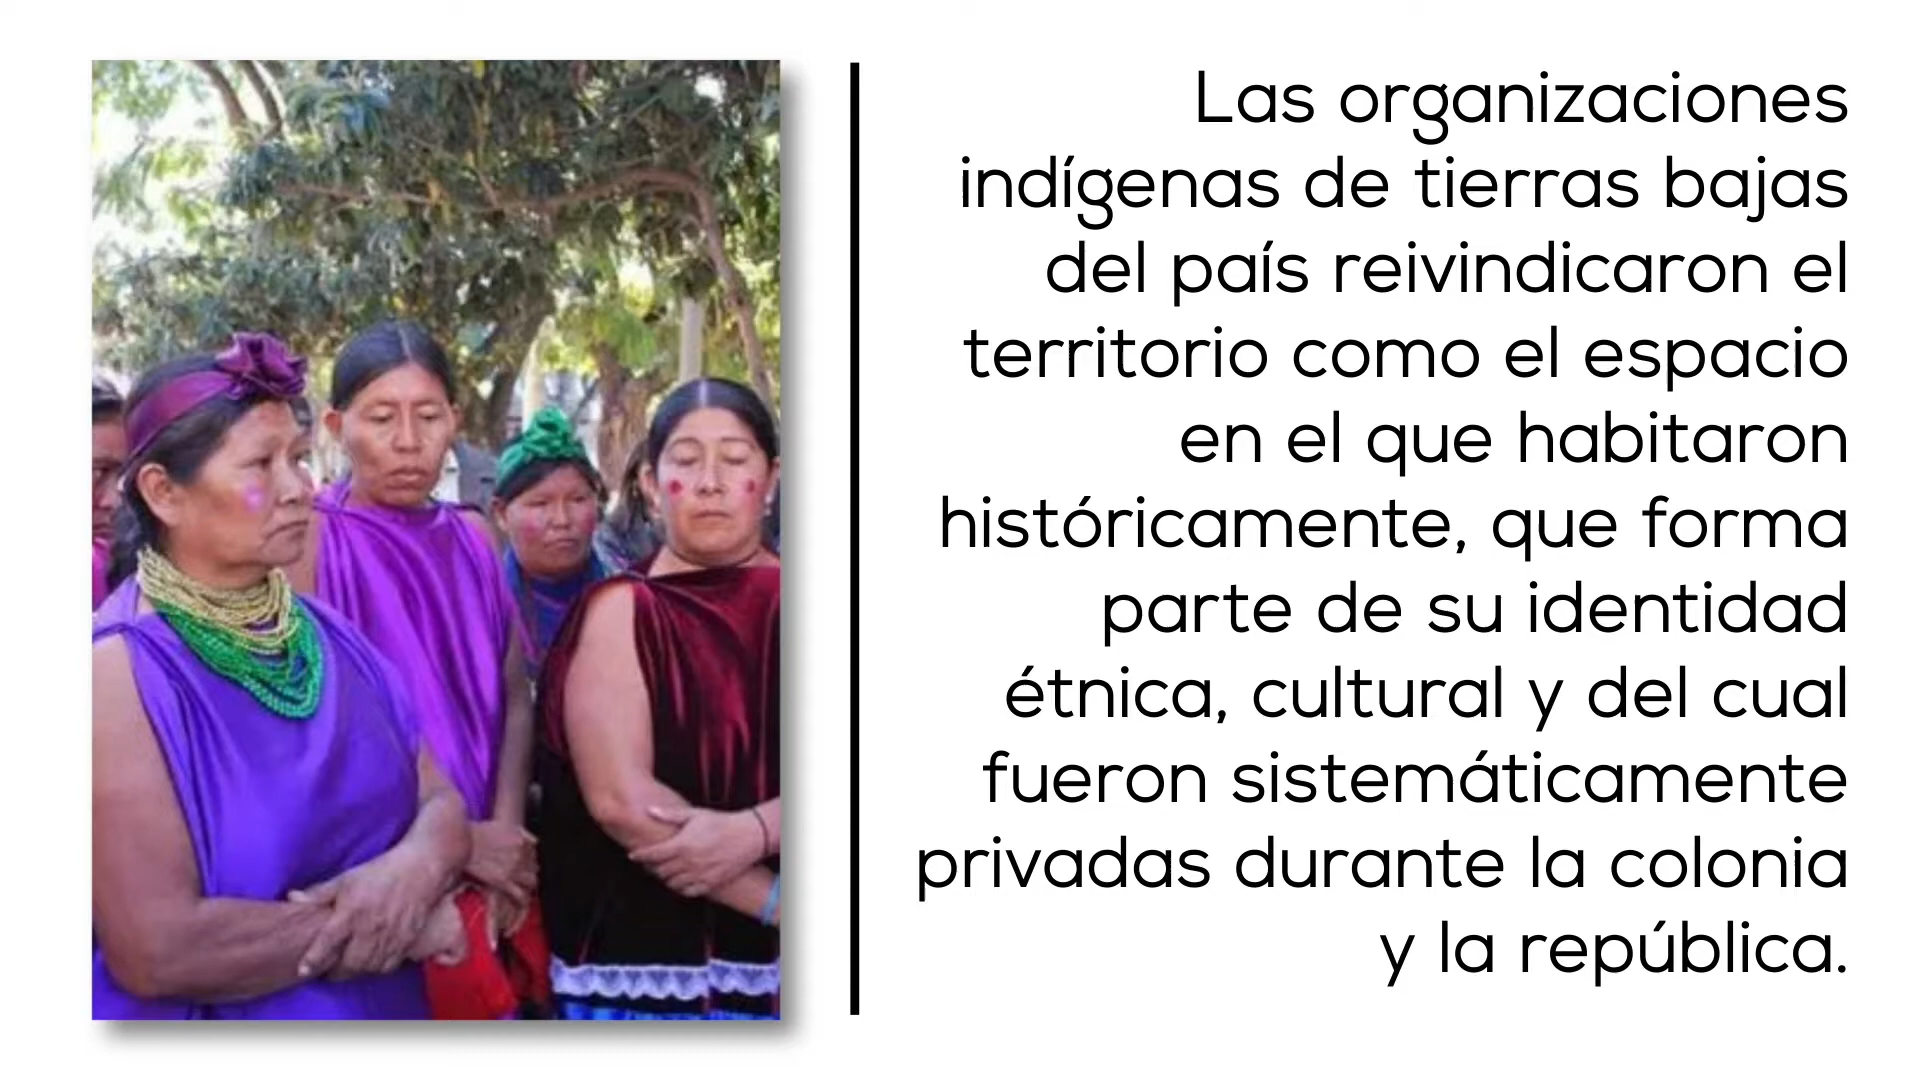 Las organizaciones
indígenas de tierras bajas
del país reivindicaron el
territorio como el espacio
en el que habitaron
históricamente, que forma
parte de su identidad
étnica, cultural y del cual
fueron sistemáticamente
privadas durante la colonia
y la república.